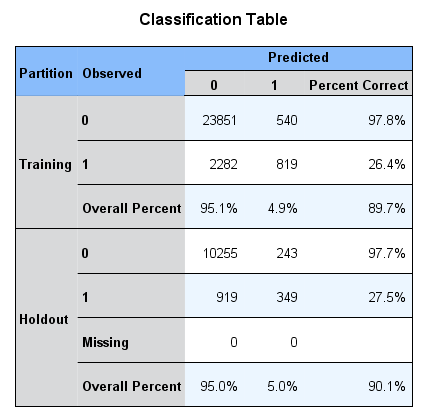 Classification Table
Predicted
Partition Observed 0 1 Percent Correct
Training 0 23851 540 97.8%
1 2282 819 26.4%
Overall Percent 95.1% 4.9% 89.7%
Holdout 0 10255 243 97.7%
1 919 349 27.5%
Missing 0 0
Overall Percent 95.0% 5.0% 90.1%